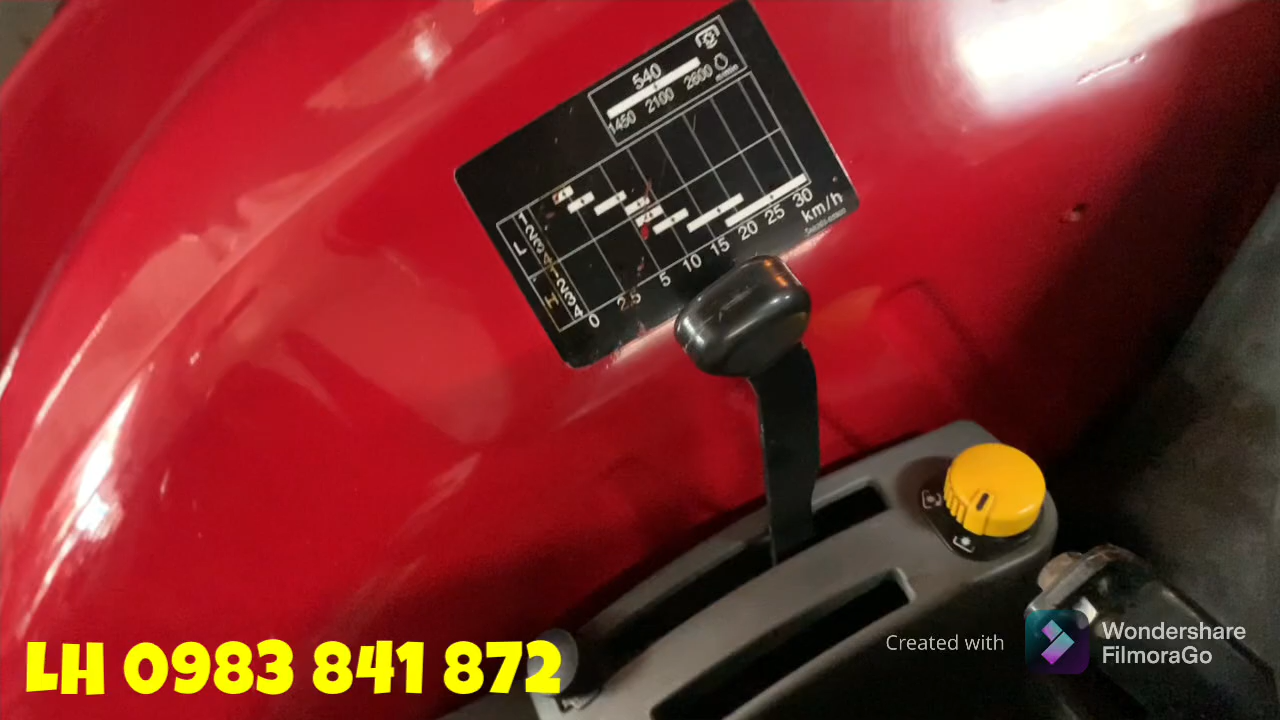 540
1450 2100 2600
1
2
3
4
L
1
2
3
4
H
0 2.5 5 10 15 20 25 30
km/h
LH 0983 841 872
Created with
Wondershare
FilmoraGo